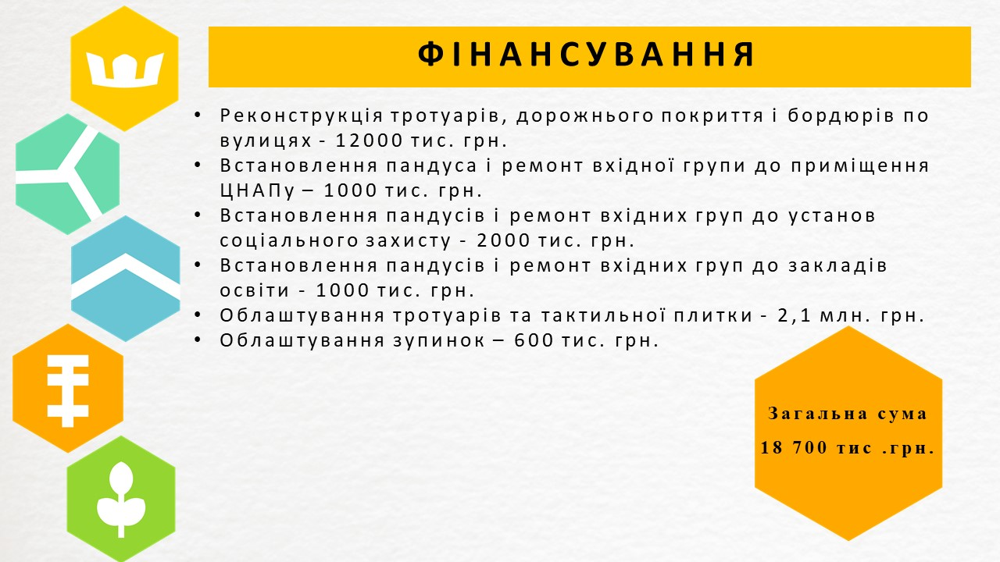 ФІНАНСУВАННЯ
• Реконструкція тротуарів, дорожнього покриття і бордюрів по
вулицях - 12000 тис. грн.
• Встановлення пандуса і ремонт вхідної групи до приміщення
ЦНАПу – 1000 тис. грн.
• Встановлення пандусів і ремонт вхідних груп до установ
соціального захисту - 2000 тис. грн.
• Встановлення пандусів і ремонт вхідних груп до закладів
освіти - 1000 тис. грн.
• Облаштування тротуарів та тактильної плитки - 2,1 млн. грн.
• Облаштування зупинок – 600 тис. грн.
Загальна сума
18 700 тис .грн.